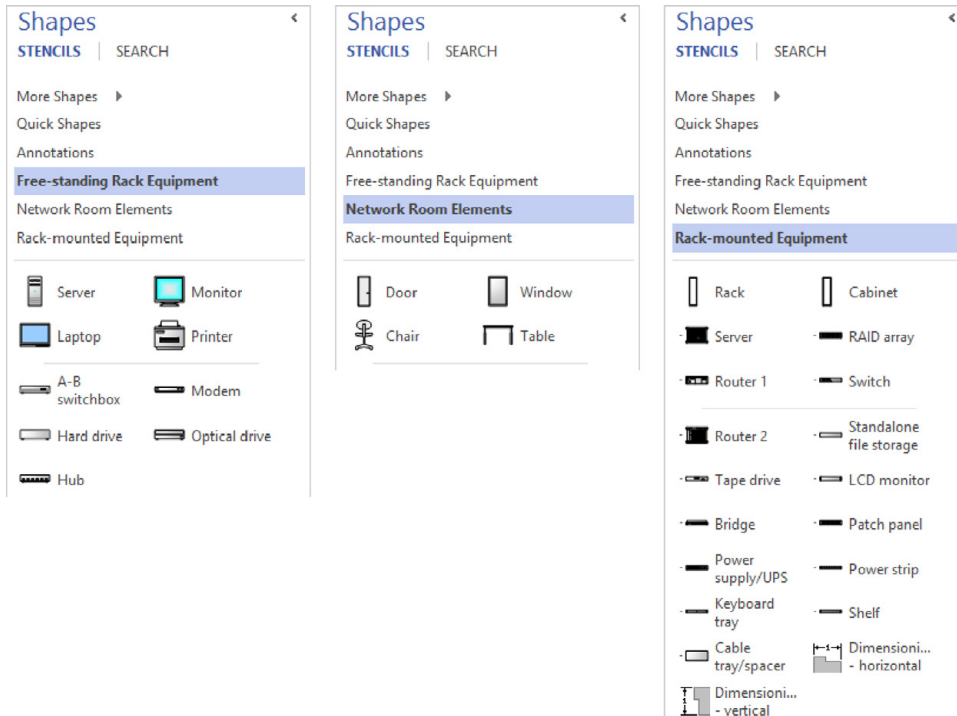 Shapes
STENCILS SEARCH
More Shapes
Quick Shapes
Annotations
Free-standing Rack Equipment
Network Room Elements
Rack-mounted Equipment
Server Monitor
Laptop Printer
A-B
switchbox
Modem
Hard drive Optical drive
Hub
Shapes
STENCILS SEARCH
More Shapes
Quick Shapes
Annotations
Free-standing Rack Equipment
Network Room Elements
Rack-mounted Equipment
Door Window
Chair Table
Shapes
STENCILS SEARCH
More Shapes
Quick Shapes
Annotations
Free-standing Rack Equipment
Network Room Elements
Rack-mounted Equipment
Rack Cabinet
Server RAID array
Router 1 Switch
Router 2
Standalone
file storage
Tape drive LCD monitor
Bridge Patch panel
Power
supply/UPS
Power strip
Keyboard
tray
Shelf
Cable
tray/spacer
Dimensioni...
- horizontal
Dimensioni...
- vertical